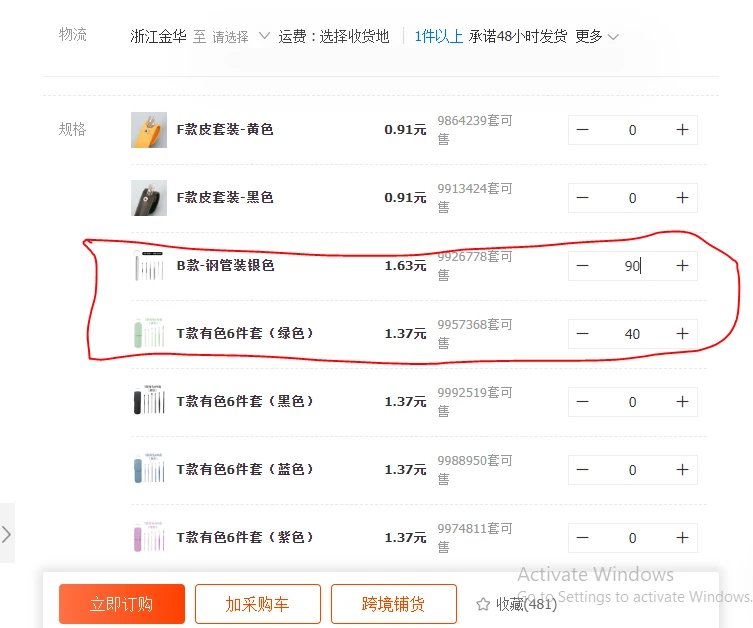 物流 浙江金华 至 请选择 运费：选择收货地 1件以上 承诺48小时发货 更多
规格 F款皮套装-黄色 0.91元 9864239套可售 − 0 +
F款皮套装-黑色 0.91元 9913424套可售 − 0 +
B款-钢管装银色 1.63元 9926778套可售 − 90 +
T款有色6件套（绿色） 1.37元 9957368套可售 − 40 +
T款有色6件套（黑色） 1.37元 9992519套可售 − 0 +
T款有色6件套（蓝色） 1.37元 9988950套可售 − 0 +
T款有色6件套（紫色） 1.37元 9974811套可售 − 0 +
Activate Windows
Go to Settings to activate Windows.
立即订购 加采购车 跨境铺货 收藏(481)